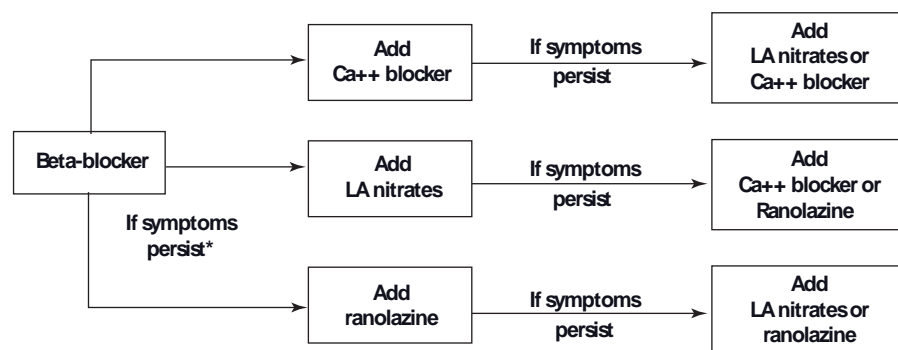 Add
Ca++ blocker
If symptoms
persist
Add
LA nitrates or
Ca++ blocker
Beta-blocker
If symptoms
persist*
Add
LA nitrates
If symptoms
persist
Add
Ca++ blocker or
Ranolazine
Add
ranolazine
If symptoms
persist
Add
LA nitrates or
ranolazine